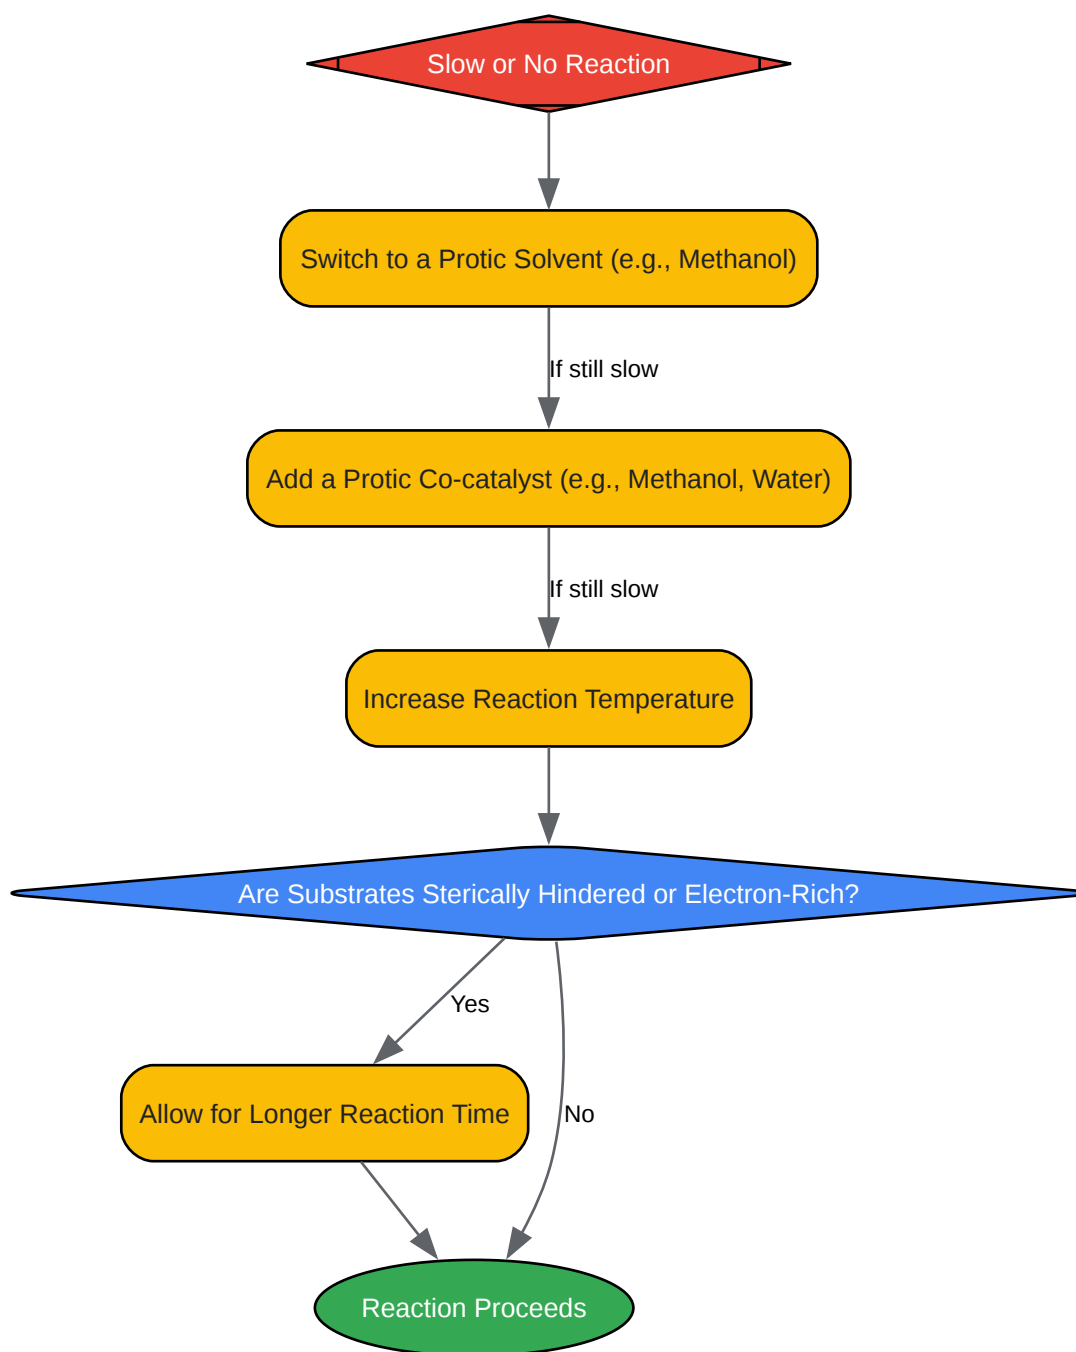 Slow or No Reaction
Switch to a Protic Solvent (e.g., Methanol)
If still slow
Add a Protic Co-catalyst (e.g., Methanol, Water)
If still slow
Increase Reaction Temperature
Are Substrates Sterically Hindered or Electron-Rich?
Yes
Allow for Longer Reaction Time
No
Reaction Proceeds